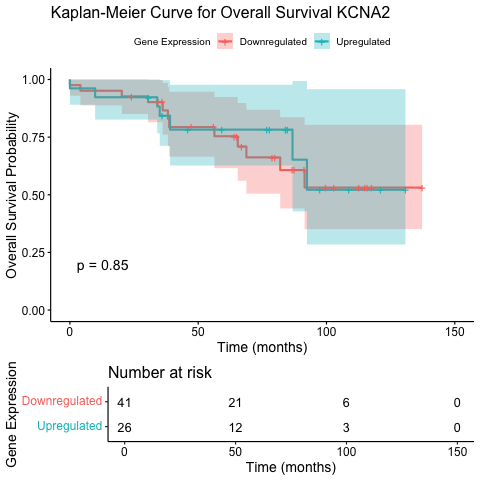 Kaplan-Meier Curve for Overall Survival KCNA2
Gene Expression Downregulated Upregulated
Overall Survival Probability
1.00
0.75
0.50
0.25
0.00
p = 0.85
0 50 100 150
Time (months)
Number at risk
Gene Expression
Downregulated 41 21 6 0
Upregulated 26 12 3 0
0 50 100 150
Time (months)